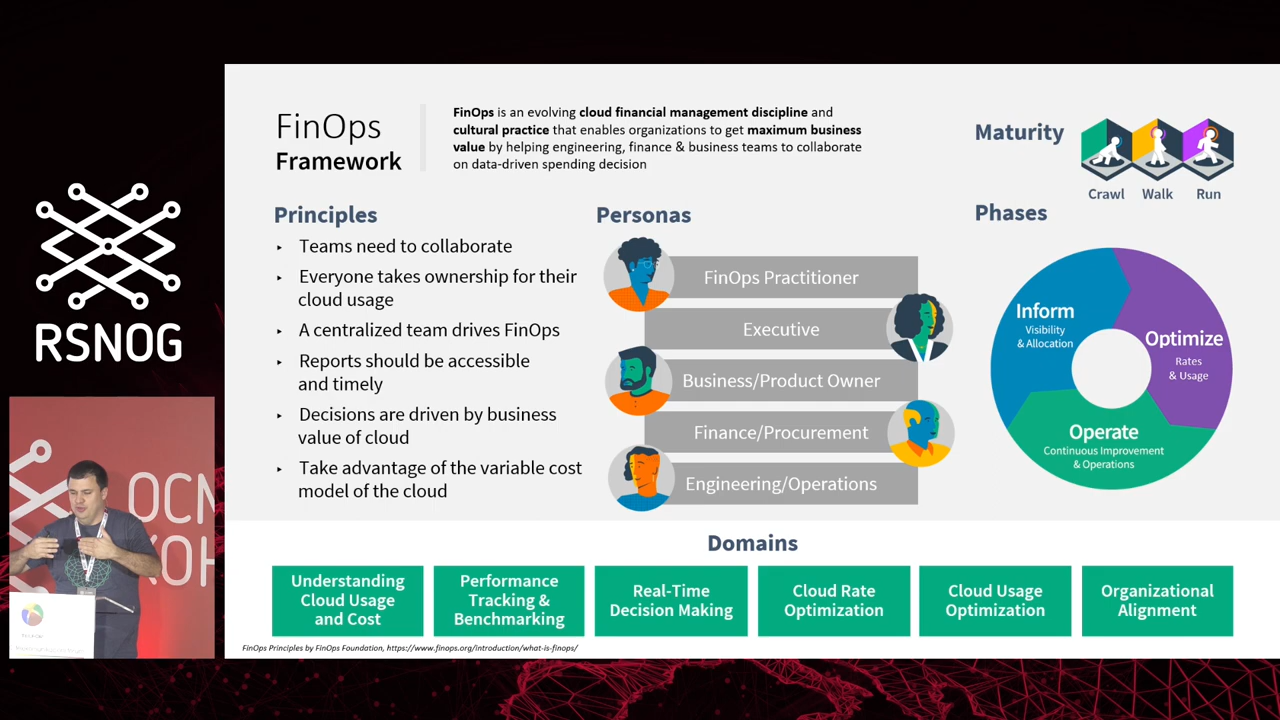 FinOps
Framework
FinOps is an evolving cloud financial management discipline and
cultural practice that enables organizations to get maximum business
value by helping engineering, finance & business teams to collaborate
on data-driven spending decision
Maturity
Crawl
Walk
Run
Principles
▸ Teams need to collaborate
▸ Everyone takes ownership for their
cloud usage
▸ A centralized team drives FinOps
▸ Reports should be accessible
and timely
▸ Decisions are driven by business
value of cloud
▸ Take advantage of the variable cost
model of the cloud
Personas
FinOps Practitioner
Executive
Business/Product Owner
Finance/Procurement
Engineering/Operations
Phases
Inform
Visibility
& Allocation
Optimize
Rates
& Usage
Operate
Continuous Improvement
& Operations
Domains
Understanding
Cloud Usage
and Cost
Performance
Tracking &
Benchmarking
Real-Time
Decision Making
Cloud Rate
Optimization
Cloud Usage
Optimization
Organizational
Alignment
FinOps Principles by FinOps Foundation, https://www.finops.org/introduction/what-is-finops/
RSNOG
ОСМ
КОН